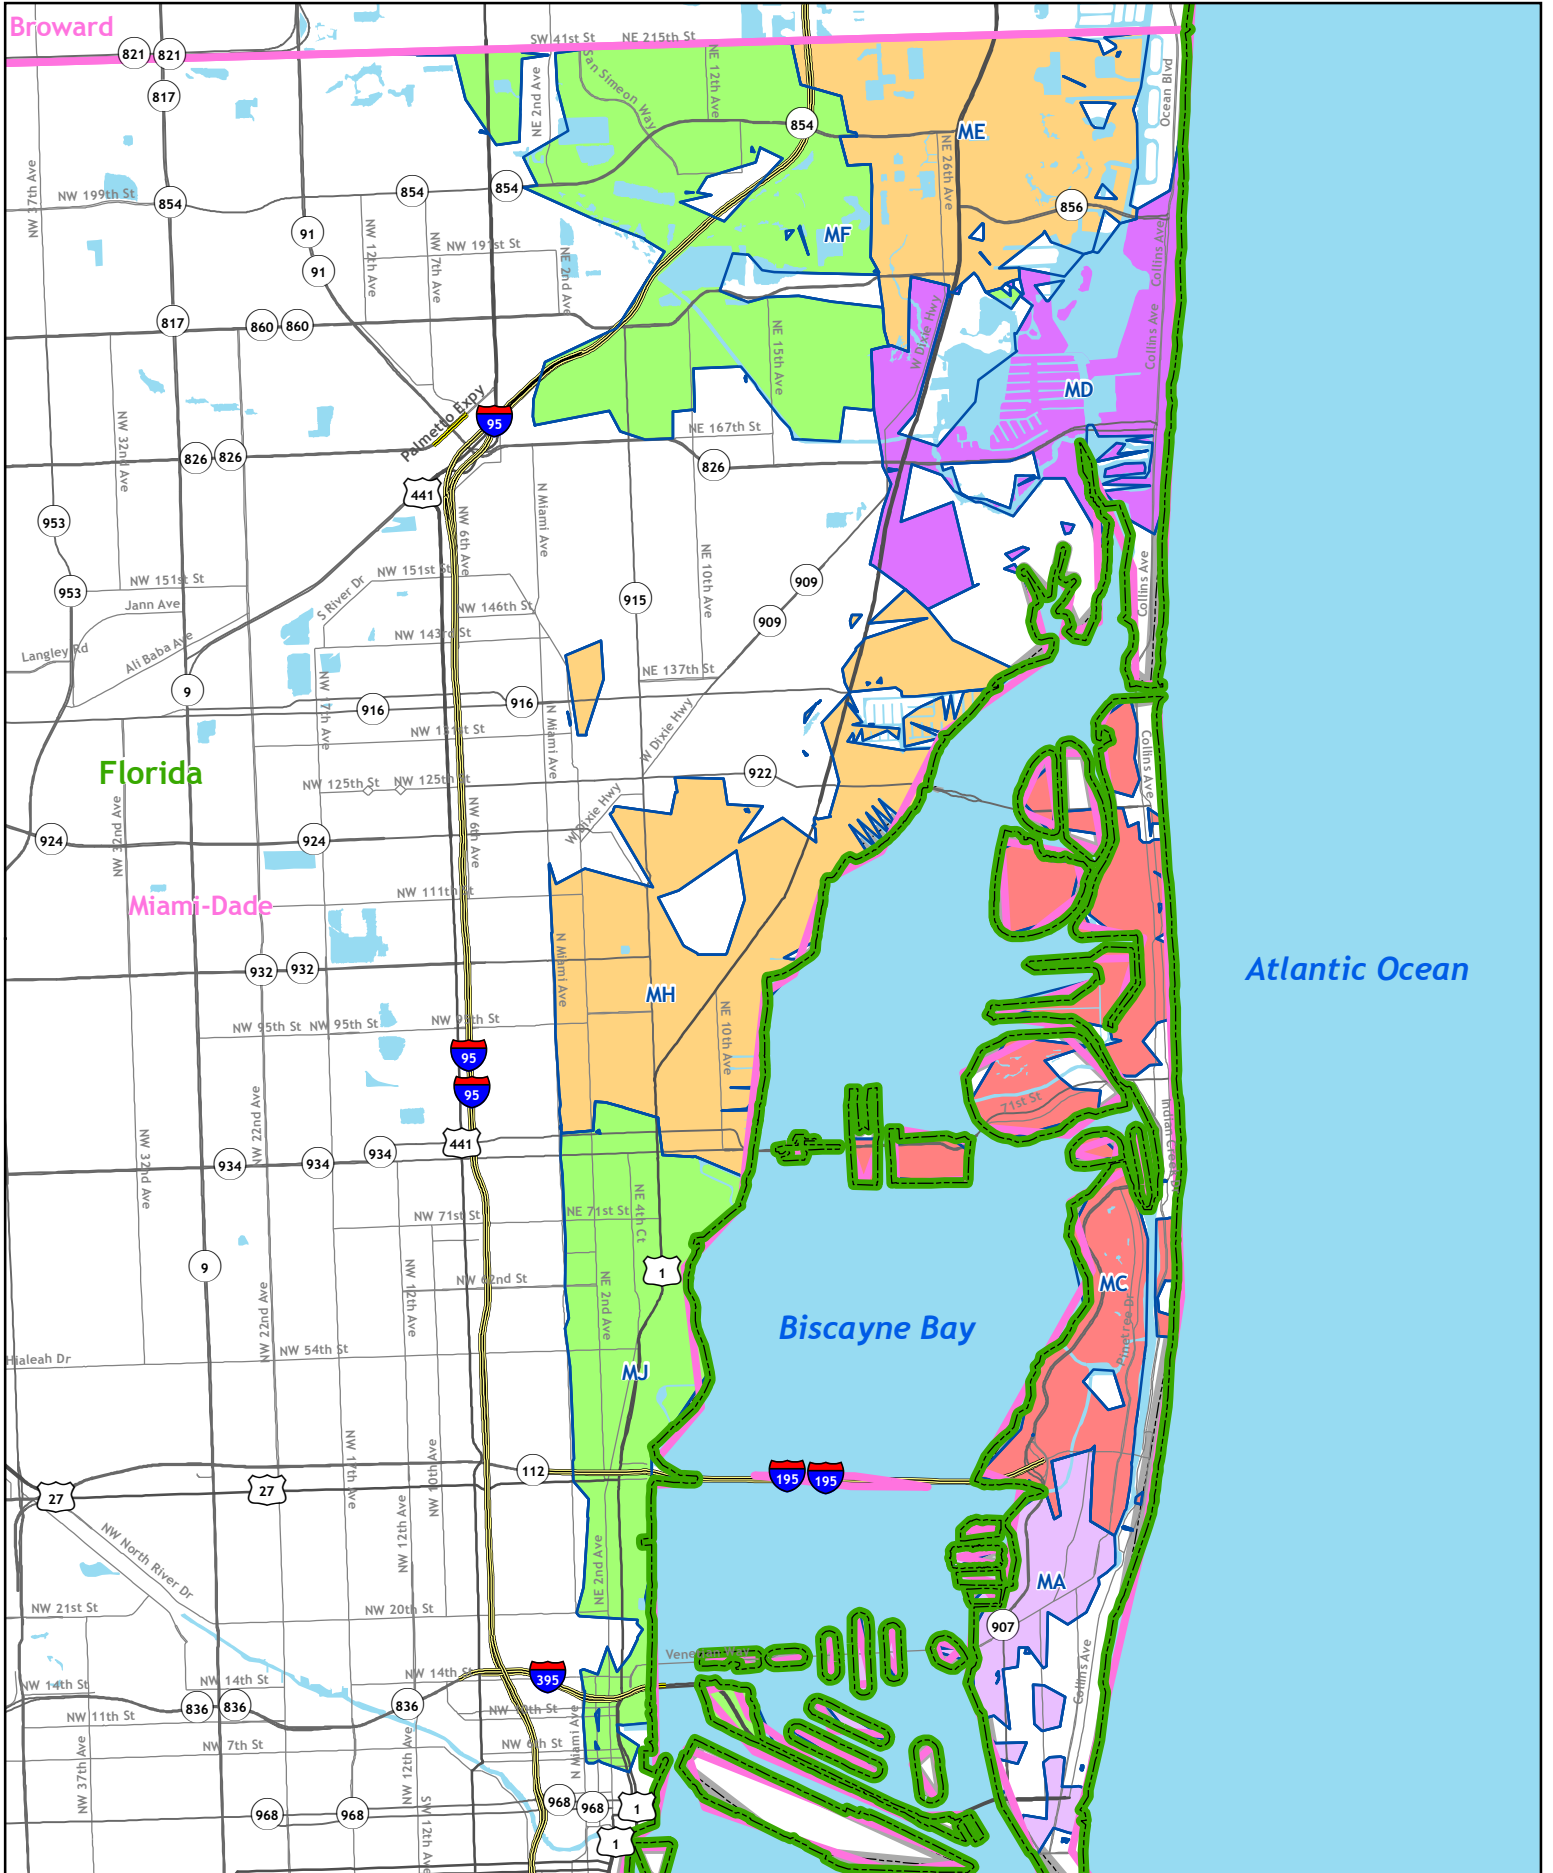 Broward
SW 41st St
NE 215th St
821
821
817
NE 2nd Ave
San Simeon Way
NE 12th Ave
Ocean Blvd
854
ME
NE 26th Ave
NW 37th Ave
NW 199th St
854
854
854
856
91
NW 12th Ave
NW 7th Ave
NW 191st St
NE 2nd Ave
MF
Collins Ave
91
817
860
860
NE 15th Ave
W Dixie Hwy
Collins Ave
MD
Palmetto Expy
95
NW 32nd Ave
NE 167th St
826
826
826
441
953
NW 6th Ave
N Miami Ave
NE 10th Ave
Collins Ave
NW 151st St
NW 151st St
953
Jann Ave
S River Dr
NW 146th St
915
909
909
Langley Rd
Ali Baba Ave
NW 143rd St
NE 137th St
9
NW 17th Ave
916
916
N Miami Ave
W Dixie Hwy
NW 131st St
Florida
NW 125th St
NW 125th St
922
Collins Ave
NW 32nd Ave
NW 6th Ave
W Dixie Hwy
924
924
Miami-Dade
NW 111th St
932
932
N Miami Ave
MH
Atlantic Ocean
NW 95th St
NW 95th St
NW 95th St
NE 10th Ave
95
95
71st St
NW 22nd Ave
NW 32nd Ave
441
934
934
934
Indian Creek Dr
NW 71st St
NE 71st St
NE 4th Ct
9
NW 12th Ave
NW 62nd St
NE 2nd Ave
1
MC
NW 22nd Ave
Biscayne Bay
Pinetree Dr
Hialeah Dr
NW 54th St
MJ
NW 17th Ave
NW 10th Ave
112
195
195
27
27
NW North River Dr
NW 12th Ave
NE 2nd Ave
MA
NW 21st St
NW 20th St
907
NW 14th St
NW 14th St
NW 14th St
395
Collins Ave
836
836
836
NW 11th St
N Miami Ave
NW 7th St
NW 6th St
NW 37th Ave
NW 12th Ave
968
968
968
968
1
SW 12th Ave
1